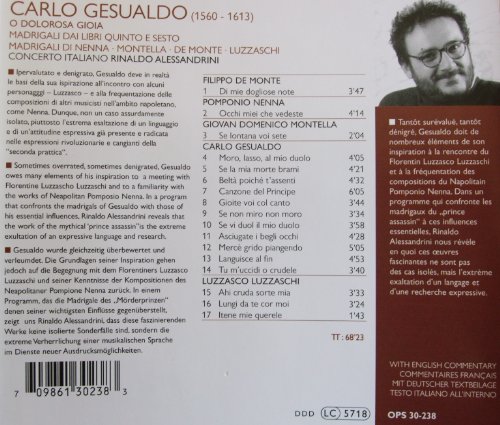 CARLO GESUALDO (1560 - 1613)
O DOLOROSA GIOIA
MADRIGALI DAI LIBRI QUINTO E SESTO
MADRIGALI DI NENNA · MONTELLA · DE MONTE · LUZZASCHI
CONCERTO ITALIANO RINALDO ALESSANDRINI
Ipervalutato e denigrato, Gesualdo deve in realtà
le basi della sua ispirazione all'incontro con alcuni
personaggi – Luzzasco – e a alla frequentazione delle
composizioni di altri musicisti nell'ambito napoletano,
come Nenna. Dunque, non un caso assurdamente
isolato, piuttosto l'estrema esaltazione di un linguaggio
e di un'attitudine espressiva già presente e radicata
nelle espressioni rivoluzionarie e cangianti della
"seconda pratica".
Sometimes overrated, sometimes denigrated, Gesualdo
owes many elements of his inspiration to a meeting with
Florentine Luzzascho Luzzaschi and to a familiarity with
the works of Neapolitan Pomponio Nenna. In a program
that confronts the madrigals of Gesualdo with those of
his essential influences, Rinaldo Alessandrini reveals
that the work of the mythical 'prince assassin' is the extreme
exaltation of an expressive language and research.
Gesualdo wurde gleichzeitig überbewertet und
verleumdet. Die Grundlagen seiner Inspiration gehen
jedoch auf die Begegnung mit dem Florentiners Luzzasco
Luzzaschi und seiner Kenntnisse der Kompositionen des
Neapolitanor Pompione Nenna zurück. In einem
Programm, das die Madrigale des „Mörderprinzen"
denen seiner wichtigsten Einflüsse gegenüberstellt,
zeigt uns Rinaldo Alessandrini, dass diese faszinierenden
Werke keine isolierte Sonderfälle sind, sondern die
extreme Verherrlichung einer musikalischen Sprache
im Dienste neuer Ausdrucksmöglichkeiten.
7 09861 30238 3
FILIPPO DE MONTE
1 Di mie dogliose note 3'47
POMPONIO NENNA
2 Occhi miei che vedeste 4'14
GIOVAN DOMENICO MONTELLA
3 Se lontana voi sete 2'04
CARLO GESUALDO
4 Moro, lasso, al mio duolo 4'05
5 Se la mia morte brami 4'21
6 Beltà poiché t'assenti 4'32
7 Canzone del Principe 6'05
8 Gioite voi col canto 3'37
9 Se non miro non moro 3'31
10 Se vi duol il mio duolo 3'54
11 Asciugate i begli occhi 4'28
12 Mercè grido piangendo 5'05
13 Languisce al fin 4'53
14 Tu m'uccidi o crudele 3'40
LUZZASCO LUZZASCHI
15 Ahi cruda sorte mia 3'33
16 Lungi da te cor moi 3'24
17 Itene mie querele 1'43
TT : 68'23
DDD LC 5718
Tantôt surévalué, tantôt
dénigré, Gesualdo doit de
nombreux éléments de son
inspiration à la rencontre du
Florentin Luzzasco Luzzaschi
et à la fréquentation des
compositions du Napolitain
Pomponio Nenna. Dans un
programme qui confronte les
madrigaux du „prince
assassin" à ces influences
essentielles, Rinaldo
Alessandrini nous révèle
en quoi ces œuvres
fascinantes ne sont pas
des cas isolés, mais l'extrême
exaltation d'un langage et
d'une recherche expressive.
WITH ENGLISH COMMENTARY
COMMENTAIRES FRANÇAIS
MIT DEUTSCHER TEXTBEILAGE
TESTO ITALIANO ALL'INTERNO
OPS 30-238